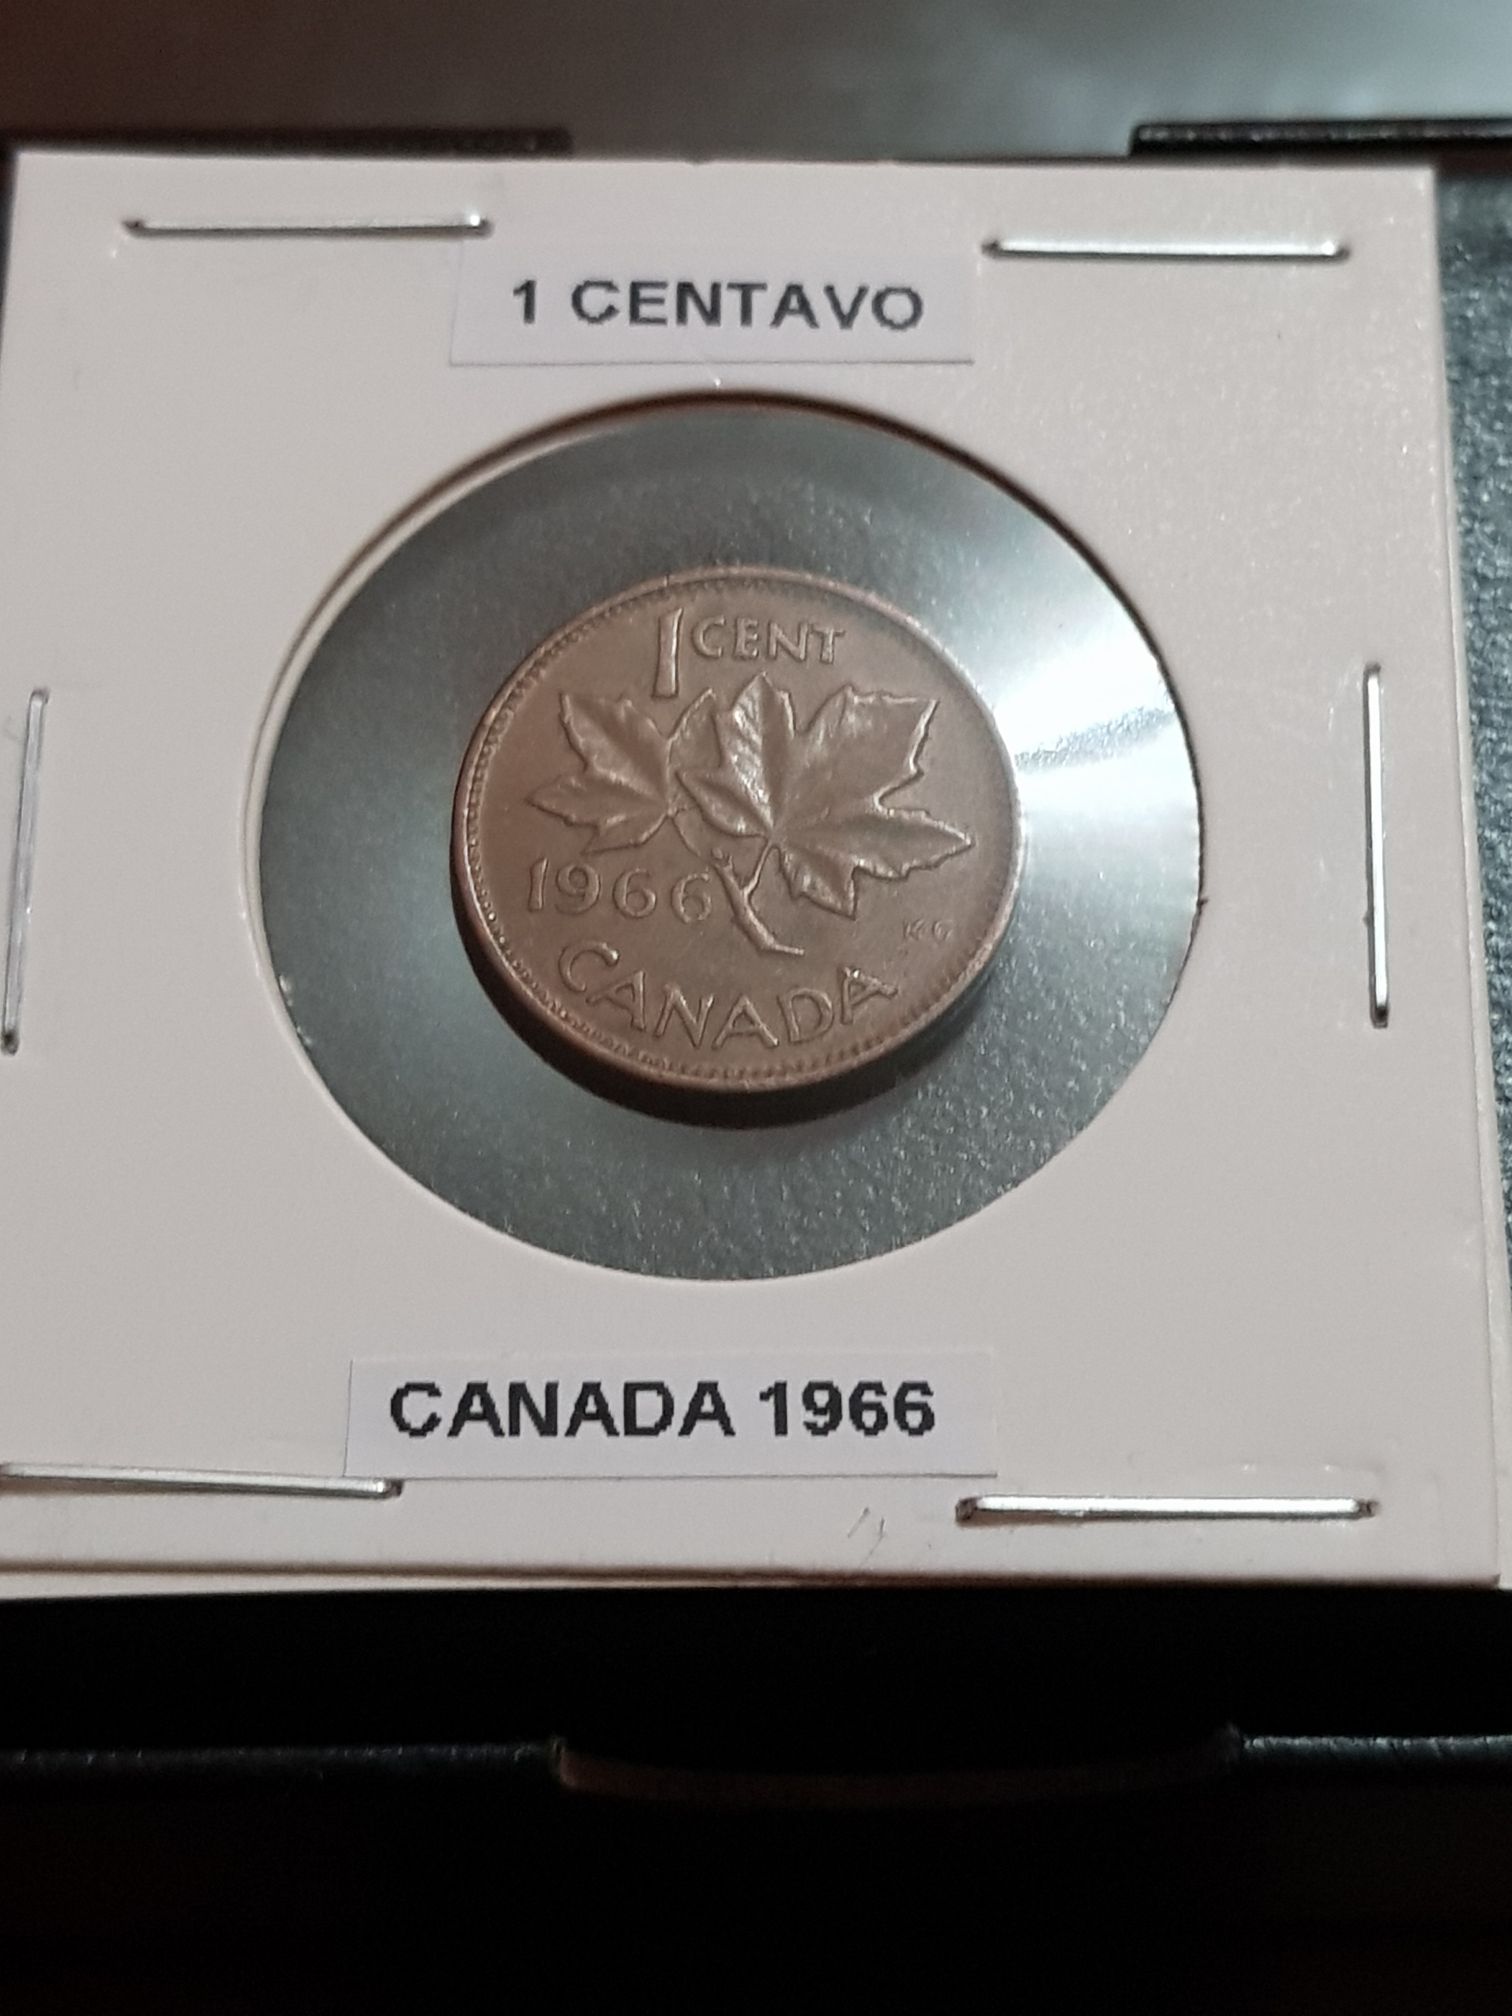 1 CENTAVO
1 CENT
1966
KG
CANADA
CANADA 1966